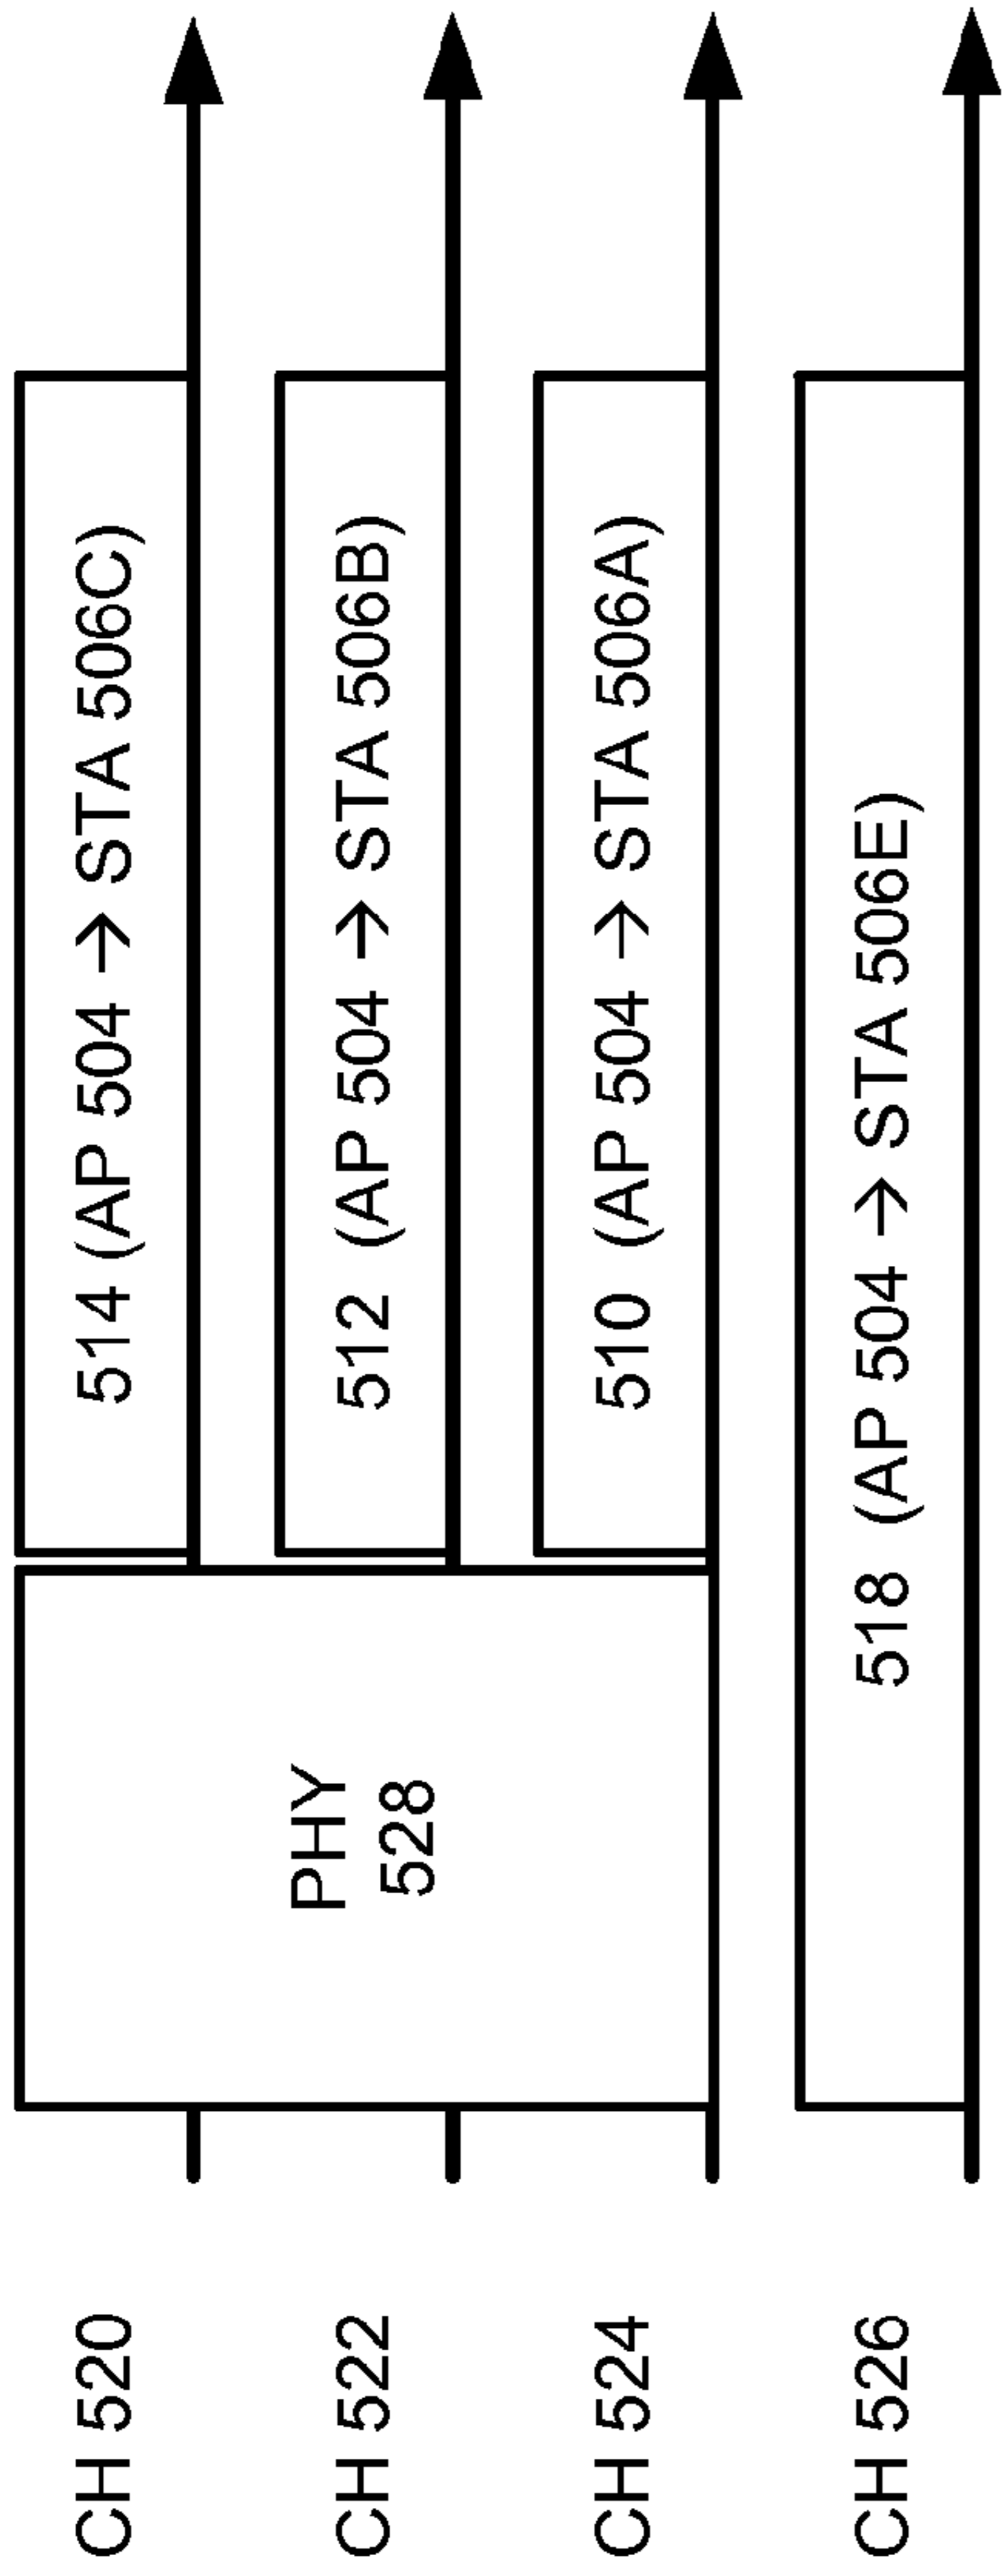 CH 520
514 (AP 504 → STA 506C)
CH 522
512 (AP 504 → STA 506B)
PHY
528
CH 524
510 (AP 504 → STA 506A)
CH 526
518 (AP 504 → STA 506E)